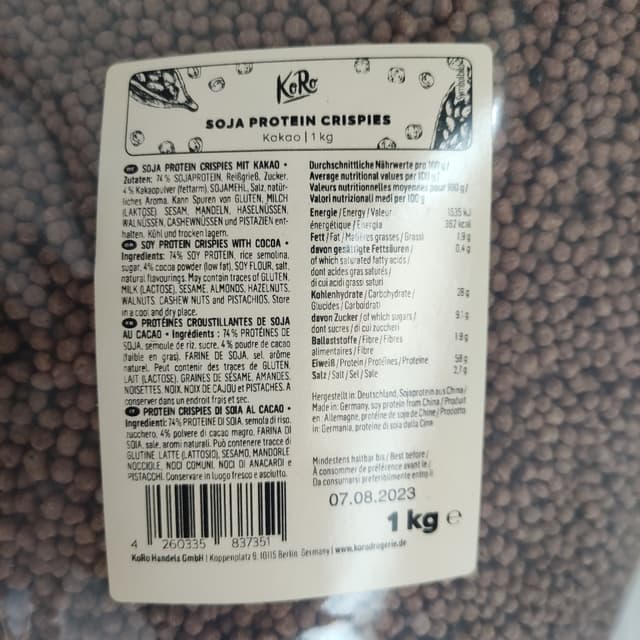 KoRo
SOJA PROTEIN CRISPIES
Kakao | 1 kg
SOJA PROTEIN CRISPIES MIT KAKAO •
Zutaten: 74 % SOJAPROTEIN, Reißgrieß, Zucker,
4 % Kakaopulver (fettarm), SOJAMEHL, Salz, natür-
liches Aroma. Kann Spuren von GLUTEN, MILCH
(LAKTOSE), SESAM, MANDELN, HASELNÜSSEN,
WALNÜSSEN, CASHEWNÜSSEN und PISTAZIEN ent-
halten. Kühl und trocken lagern.
SOY PROTEIN CRISPIES WITH COCOA •
Ingredients: 74% SOY PROTEIN, rice semolina,
sugar, 4% cocoa powder (low fat), SOY FLOUR, salt,
natural flavourings. May contain traces of GLUTEN,
MILK (LACTOSE), SESAME, ALMONDS, HAZELNUTS,
WALNUTS, CASHEW NUTS and PISTACHIOS. Store
in a cool and dry place.
PROTÉINES CROUSTILLANTES DE SOJA
AU CACAO • Ingrédients : 74 % PROTÉINES DE
SOJA, semoule de riz, sucre, 4 % poudre de cacao
(faible en gras), FARINE DE SOJA, sel, arôme
naturel. Peut contenir des traces de GLUTEN,
LAIT (LACTOSE), GRAINES DE SÉSAME, AMANDES,
NOISETTES, NOIX, NOIX DE CAJOU et PISTACHES. À
conserver dans un endroit frais et sec.
PROTEIN CRISPIES DI SOIA AL CACAO •
Ingredienti: 74% PROTEINE DI SOIA, semola di riso,
zucchero, 4% polvere di cacao magro, FARINA DI
SOIA, sale, aromi naturali. Può contenere tracce di
GLUTINE, LATTE (LATTOSIO), SESAMO, MANDORLE
NOCCIOLE, NOCI COMUNI, NOCI DI ANACARDI e
PISTACCHI. Conservare in luogo fresco e asciutto.
4 260335 837351
KoRo Handels GmbH | Koppenplatz 9, 10115 Berlin, Germany | www.korodrogerie.de
Durchschnittliche Nährwerte pro 100 g /
Average nutritional values per 100 g /
Valeurs nutritionnelles moyennes pour 100 g /
Valori nutrizionali medi per 100 g
Energie / Energy / Valeur 1535 kJ
énergétique / Energia 362 kcal
Fett / Fat / Matières grasses / Grassi 1,9 g
davon gesättigte Fettsäuren / 0,4 g
of which saturated fatty acids /
dont acides gras saturés /
di cui acidi grassi saturi
Kohlenhydrate / Carbohydrate / 28 g
Glucides / Carboidrati
davon Zucker / of which sugars / 9,1 g
dont sucres / di cui zuccheri
Ballaststoffe / Fibre / Fibres 1,9 g
alimentaires / Fibre
Eiweiß / Protein / Protéines / Proteine 58 g
Salz / Salt / Sel / Sale 2,7 g
Hergestellt in: Deutschland, Sojaprotein aus China /
Made in: Germany, soy protein from China / Produit
en : Allemagne, protéine de soja de Chine / Prodotto
in: Germania, proteine di soia dalla Cina
Mindestens haltbar bis / Best before /
À consommer de préférence avant le /
Da consumarsi preferibilmente entro il
07.08.2023
1 kg e